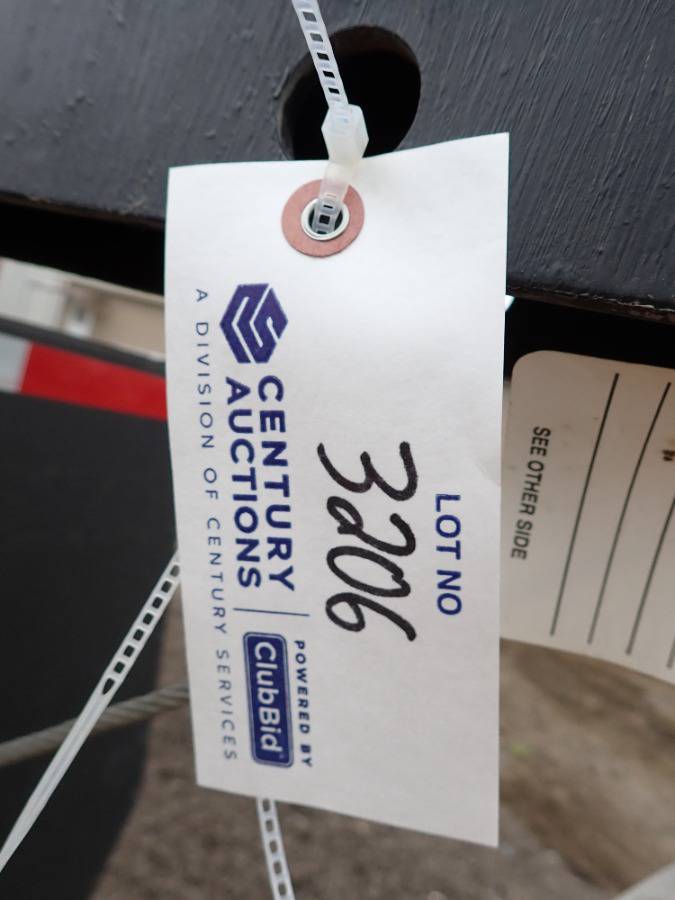 LOT NO
3206
CENTURY
AUCTIONS
A DIVISION OF CENTURY SERVICES
POWERED BY
ClubBid
SEE OTHER SIDE